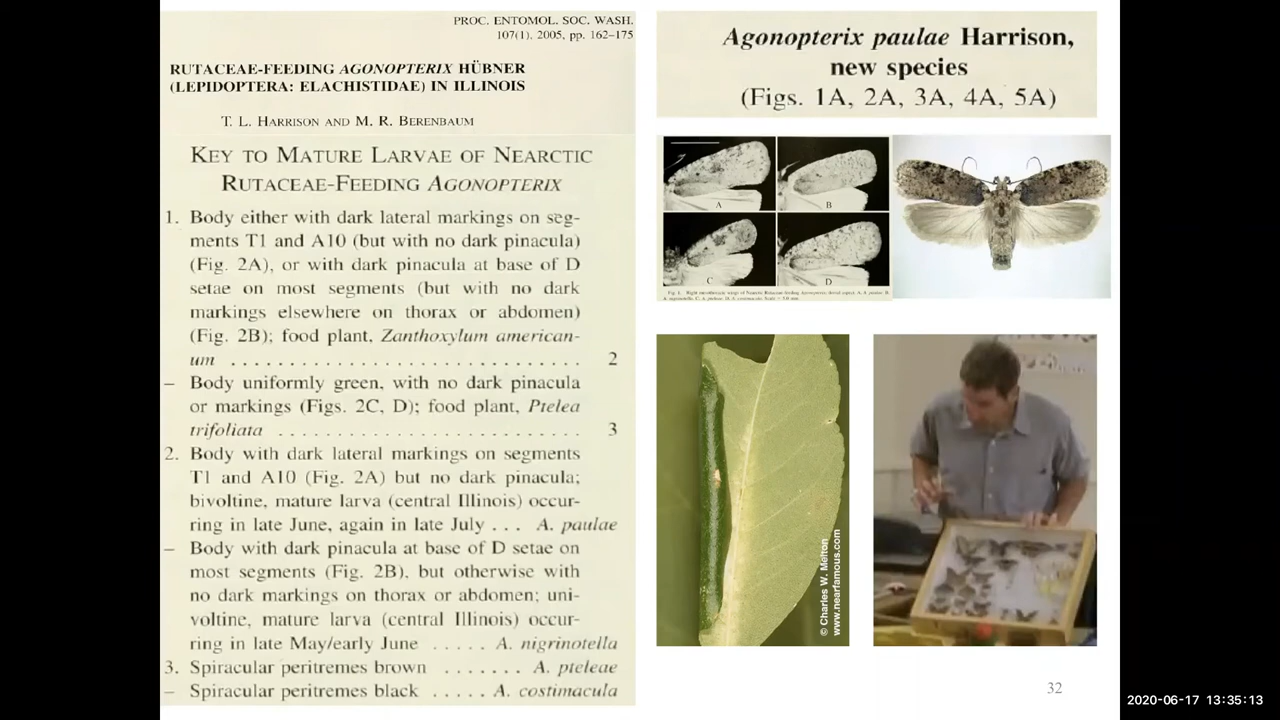 PROC. ENTOMOL. SOC. WASH.
107(1), 2005, pp. 162–175
RUTACEAE-FEEDING AGONOPTERIX HÜBNER
(LEPIDOPTERA: ELACHISTIDAE) IN ILLINOIS
T. L. HARRISON AND M. R. BERENBAUM
KEY TO MATURE LARVAE OF NEARCTIC
RUTACEAE-FEEDING AGONOPTERIX
1. Body either with dark lateral markings on seg-
ments T1 and A10 (but with no dark pinacula)
(Fig. 2A), or with dark pinacula at base of D
setae on most segments (but with no dark
markings elsewhere on thorax or abdomen)
(Fig. 2B); food plant, Zanthoxylum american-
um . . . . . . . . . . . . . . . . . . . . . . . . . . . . . 2
– Body uniformly green, with no dark pinacula
or markings (Figs. 2C, D); food plant, Ptelea
trifoliata . . . . . . . . . . . . . . . . . . . . . . . . . 3
2. Body with dark lateral markings on segments
T1 and A10 (Fig. 2A) but no dark pinacula;
bivoltine, mature larva (central Illinois) occur-
ring in late June, again in late July . . . A. paulae
– Body with dark pinacula at base of D setae on
most segments (Fig. 2B), but otherwise with
no dark markings on thorax or abdomen; uni-
voltine, mature larva (central Illinois) occur-
ring in late May/early June . . . . . A. nigrinotella
3. Spiracular peritremes brown . . . . . . . A. pteleae
– Spiracular peritremes black . . . . . A. costimacula
Agonopterix paulae Harrison,
new species
(Figs. 1A, 2A, 3A, 4A, 5A)
A
B
C
D
© Charles W. Melton
www.nearfamous.com
32
2020-06-17 13:35:13